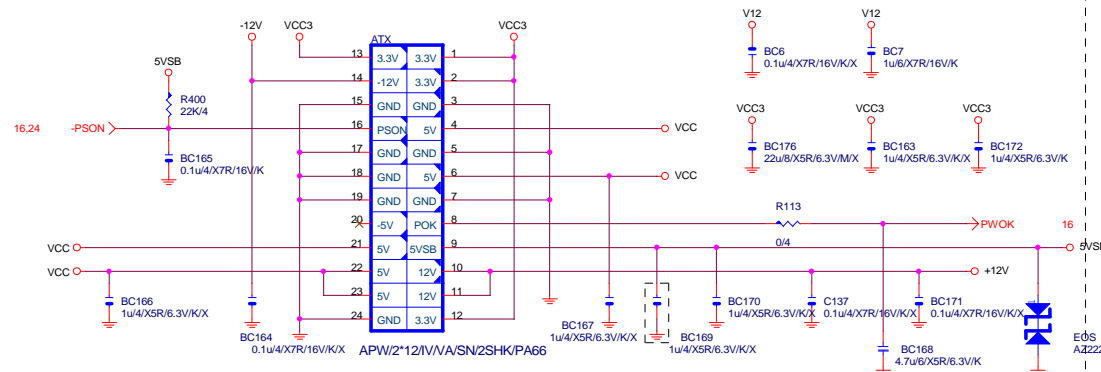 -12V
VCC3
VCC3
V12
V12
ATX
BC6
0.1u/4/X7R/16V/K/X
BC7
1u/6/X7R/16V/K
5VSB
R400
22K/4
13 3.3V 3.3V 1
14 -12V 3.3V 2
15 GND GND 3
16,24 -PSON 16 PSON 5V 4 VCC
17 GND GND 5
18 GND 5V 6 VCC
19 GND GND 7
20 -5V POK 8
21 5V 5VSB 9
22 5V 12V 10
23 5V 12V 11
24 GND 3.3V 12
BC165
0.1u/4/X7R/16V/K
VCC3
VCC3
VCC3
BC176
22u/8/X5R/6.3V/M/X
BC163
1u/4/X5R/6.3V/K/X
BC172
1u/4/X5R/6.3V/K
R113
0/4
PWOK 16
VCC
VCC
+12V
BC166
1u/4/X5R/6.3V/K/X
BC164
0.1u/4/X7R/16V/K/X
APW/2*12/IV/VA/SN/2SHK/PA66
BC167
1u/4/X5R/6.3V/K/X
BC169
1u/4/X5R/6.3V/K/X
BC170
1u/4/X5R/6.3V/K/X
C137
0.1u/4/X7R/16V/K/X
BC171
0.1u/4/X7R/16V/K/X
BC168
4.7u/6/X5R/6.3V/K
EOS